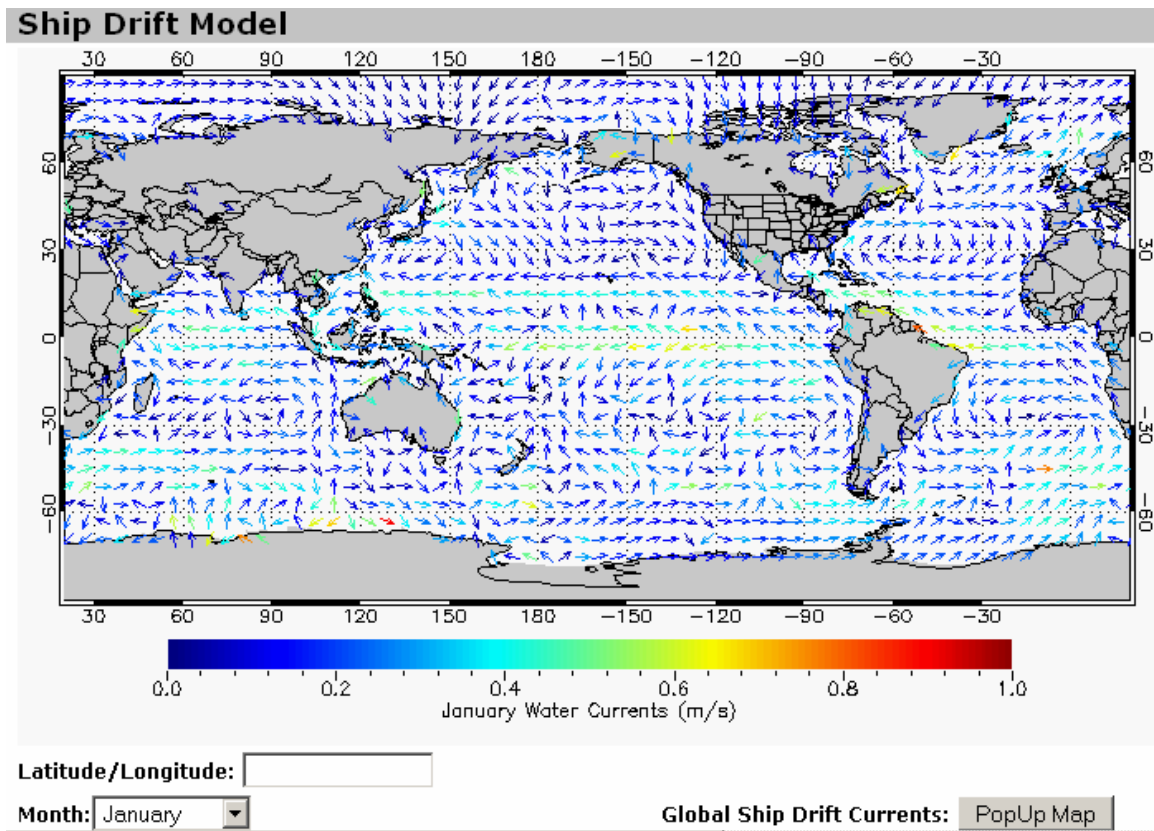 Ship Drift Model
30 60 90 120 150 180 -150 -120 -90 -60 -30
60 60
30 30
0 0
-30 -30
-60 -60
30 60 90 120 150 180 -150 -120 -90 -60 -30
0.0 0.2 0.4 0.6 0.8 1.0
January Water Currents (m/s)
Latitude/Longitude:
Month: January Global Ship Drift Currents: PopUp Map